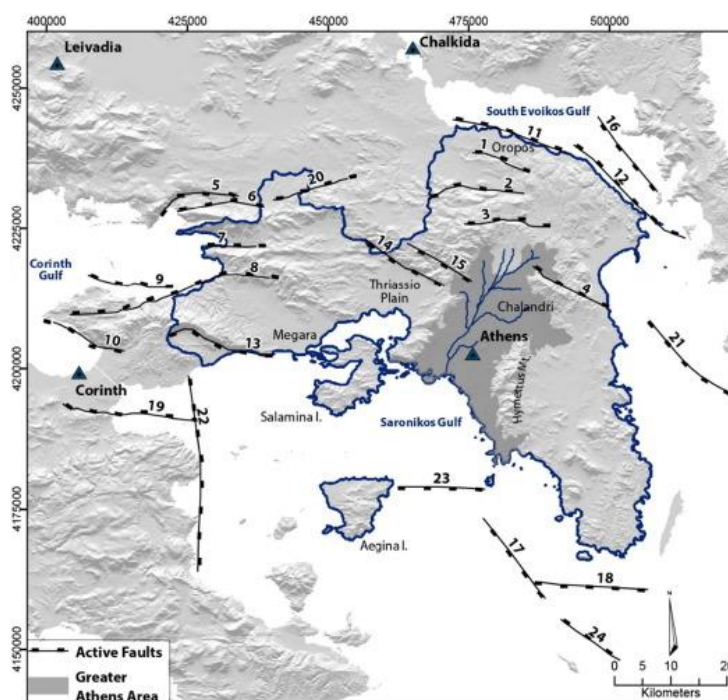 400000 425000 450000 475000 500000
Leivadia
Chalkida
4250000
South Evoikos Gulf
16
11
1
Oropos
12
5
20
2
6
4225000
3
7
14
15
Corinth
Gulf
9
8
Thriassio
Plain
4
Chalandri
21
10
Megara
13
Athens
4200000
Corinth
Hymettus Mt.
19
22
Salamina I.
Saronikos Gulf
23
4175000
Aegina I.
17
18
24
4150000
Active Faults
Greater
Athens Area
N
0 5 10 20
Kilometers